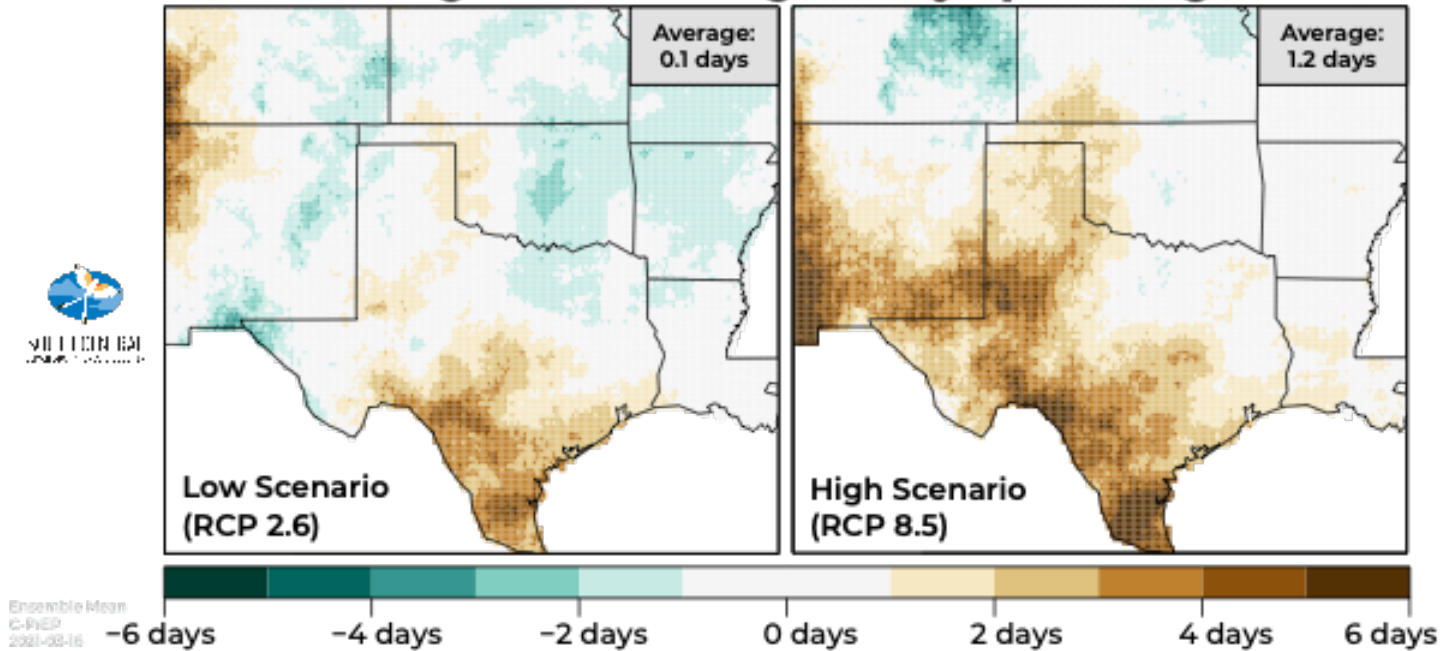 Average:
0.1 days
Average:
1.2 days
Low Scenario
(RCP 2.6)
High Scenario
(RCP 8.5)
Ensemble Mean
C-PrEP
−6 days −4 days −2 days 0 days 2 days 4 days 6 days